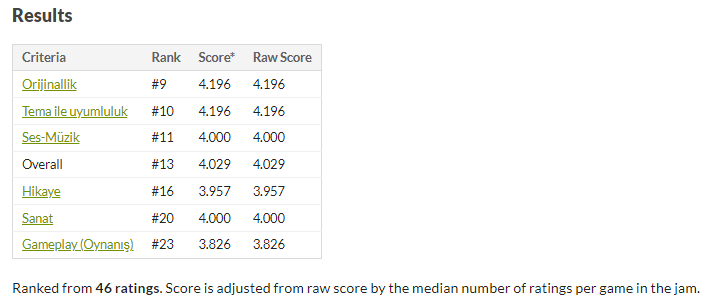 Results
Criteria Rank Score* Raw Score
Orijinallik #9 4.196 4.196
Tema ile uyumluluk #10 4.196 4.196
Ses-Müzik #11 4.000 4.000
Overall #13 4.029 4.029
Hikaye #16 3.957 3.957
Sanat #20 4.000 4.000
Gameplay (Oynanış) #23 3.826 3.826
Ranked from 46 ratings. Score is adjusted from raw score by the median number of ratings per game in the jam.